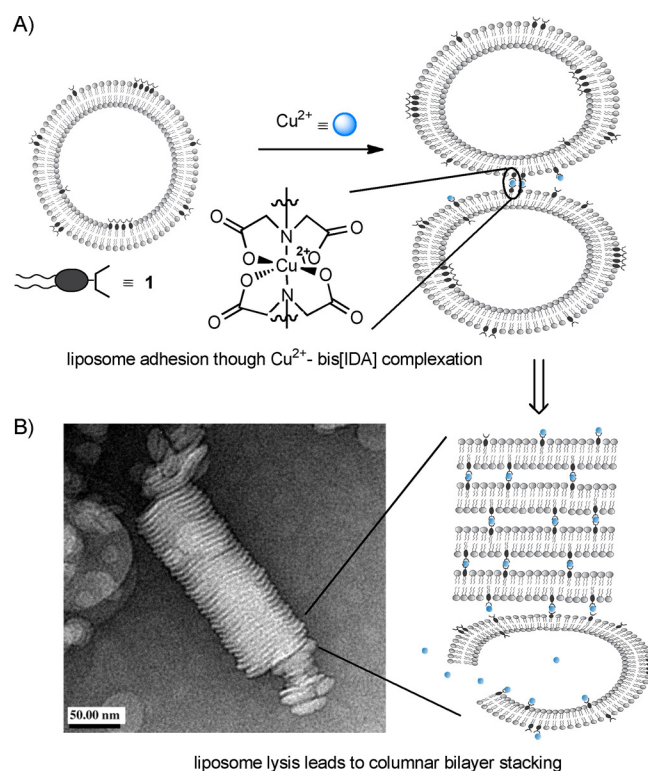 A)
Cu²⁺ ≡
O
O
N
O
O
2+
Cu
O
O
N
O
O
≡ 1
liposome adhesion though Cu²⁺- bis[IDA] complexation
B)
50.00 nm
liposome lysis leads to columnar bilayer stacking